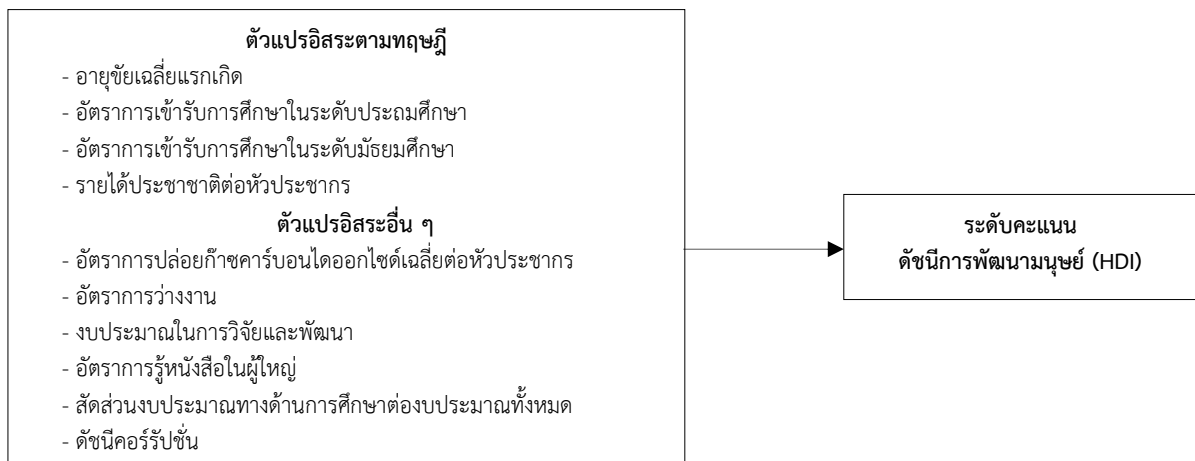 ตัวแปรอิสระตามทฤษฎี
- อายุขัยเฉลี่ยแรกเกิด
- อัตราการเข้ารับการศึกษาในระดับประถมศึกษา
- อัตราการเข้ารับการศึกษาในระดับมัธยมศึกษา
- รายได้ประชาชาติต่อหัวประชากร
ตัวแปรอิสระอื่น ๆ
- อัตราการปล่อยก๊าซคาร์บอนไดออกไซด์เฉลี่ยต่อหัวประชากร
- อัตราการว่างงาน
- งบประมาณในการวิจัยและพัฒนา
- อัตราการรู้หนังสือในผู้ใหญ่
- สัดส่วนงบประมาณทางด้านการศึกษาต่องบประมาณทั้งหมด
- ดัชนีคอร์รัปชั่น
ระดับคะแนน
ดัชนีการพัฒนามนุษย์ (HDI)